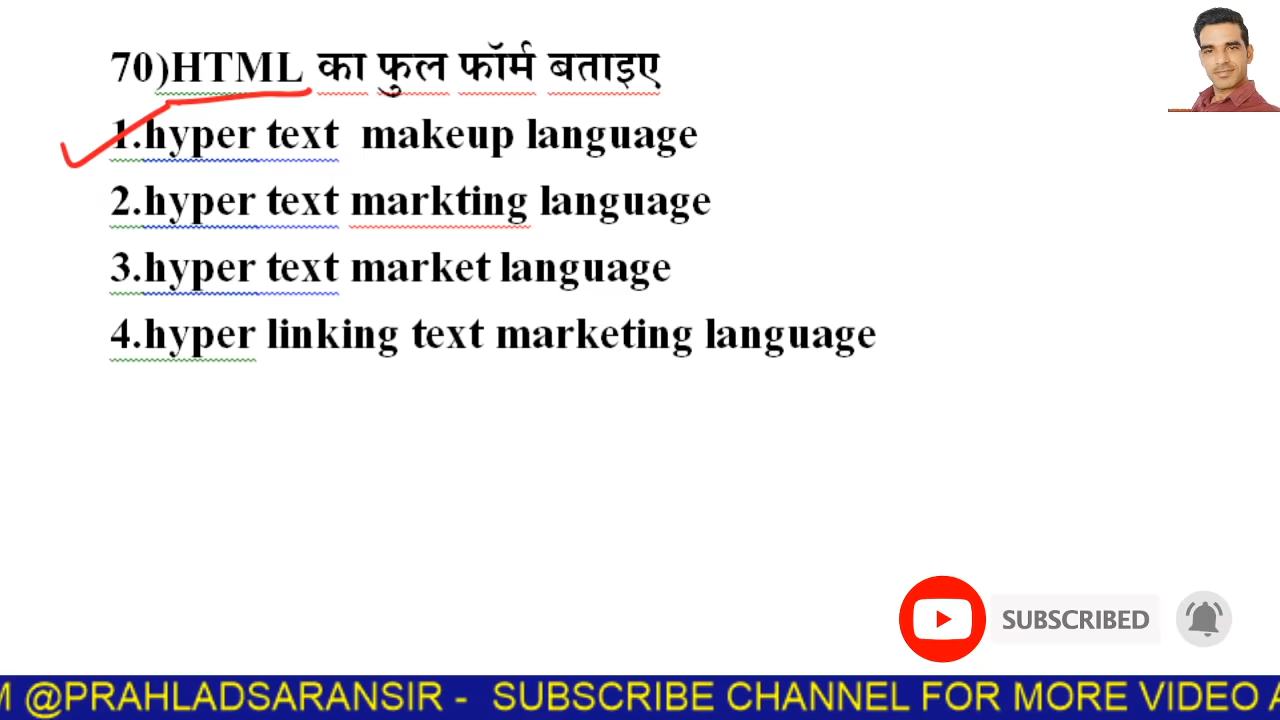 70)HTML का फुल फॉर्म बताइए
1.hyper text  makeup language
2.hyper text markting language
3.hyper text market language
4.hyper linking text marketing language
SUBSCRIBED
@PRAHLADSARANSIR -  SUBSCRIBE CHANNEL FOR MORE VIDEO